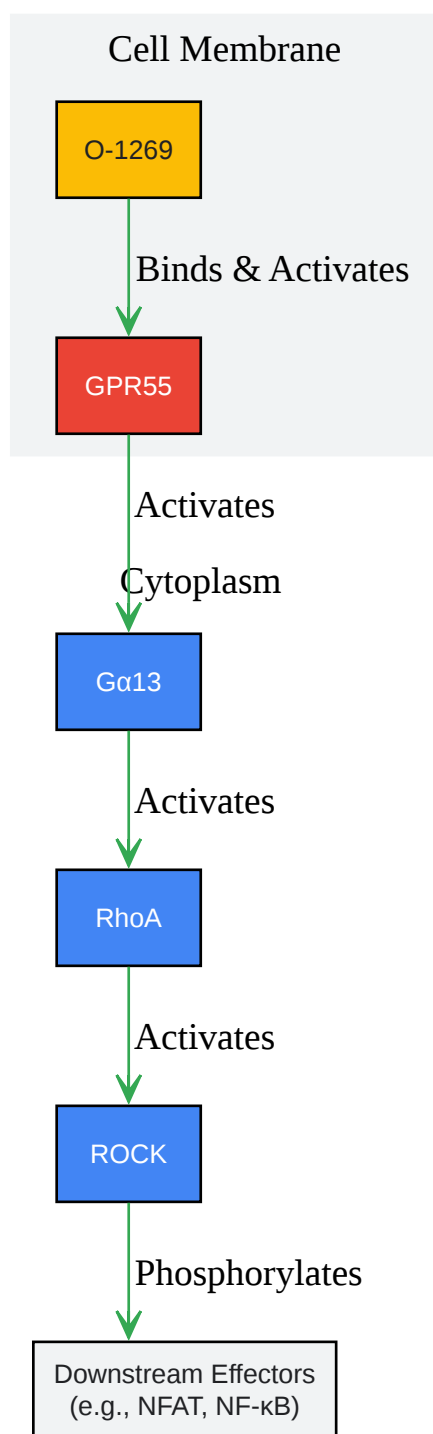 Cell Membrane
O-1269
Binds & Activates
GPR55
Activates
Cytoplasm
Gα13
Activates
RhoA
Activates
ROCK
Phosphorylates
Downstream Effectors
(e.g., NFAT, NF-κB)